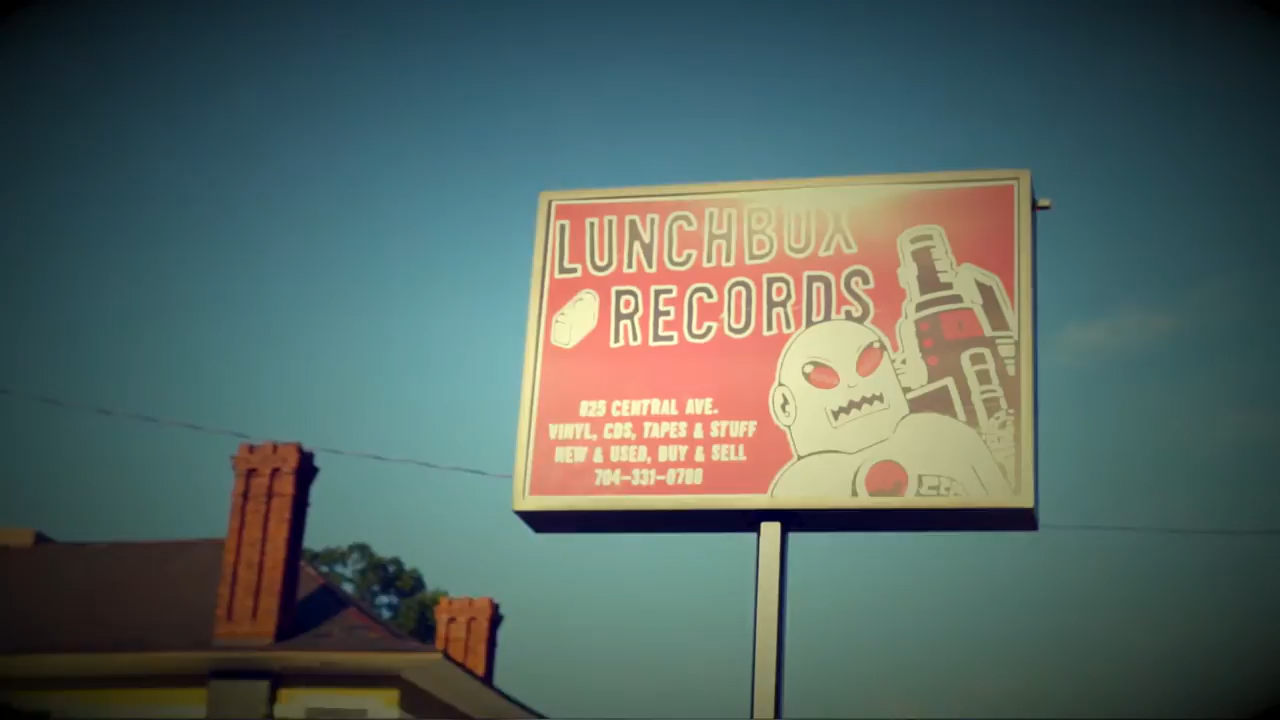 LUNCHBOX
RECORDS
825 CENTRAL AVE.
VINYL, CDS, TAPES & STUFF
NEW & USED, BUY & SELL
704-331-0788